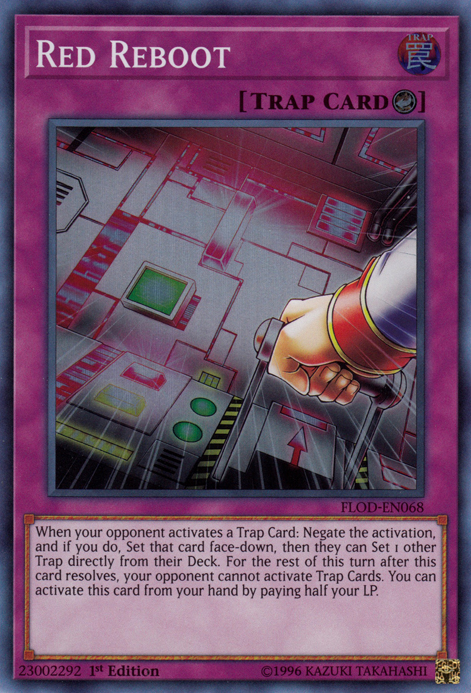 RED REBOOT
TRAP
罠
[TRAP CARD]
FLOD-EN068
When your opponent activates a Trap Card: Negate the activation,
and if you do, Set that card face-down, then they can Set 1 other
Trap directly from their Deck. For the rest of this turn after this
card resolves, your opponent cannot activate Trap Cards. You can
activate this card from your hand by paying half your LP.
23002292 1st Edition ©1996 KAZUKI TAKAHASHI